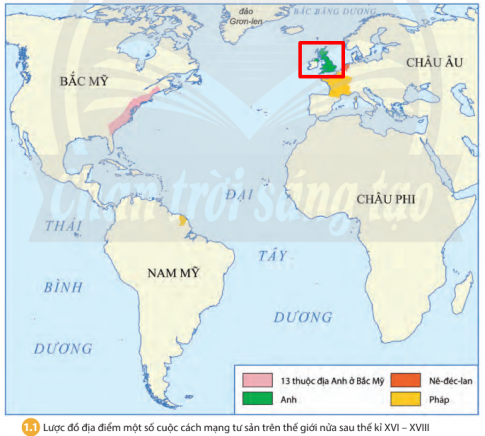 đảo
Grơn-len
BẮC BĂNG DƯƠNG
BẮC MỸ
CHÂU ÂU
Chân trời sáng tạo
ĐẠI
CHÂU PHI
THÁI
TÂY
NAM MỸ
BÌNH
DƯƠNG
DƯƠNG
13 thuộc địa Anh ở Bắc Mỹ
Nê-đéc-lan
Anh
Pháp
1.1 Lược đồ địa điểm một số cuộc cách mạng tư sản trên thế giới nửa sau thế kỉ XVI – XVIII